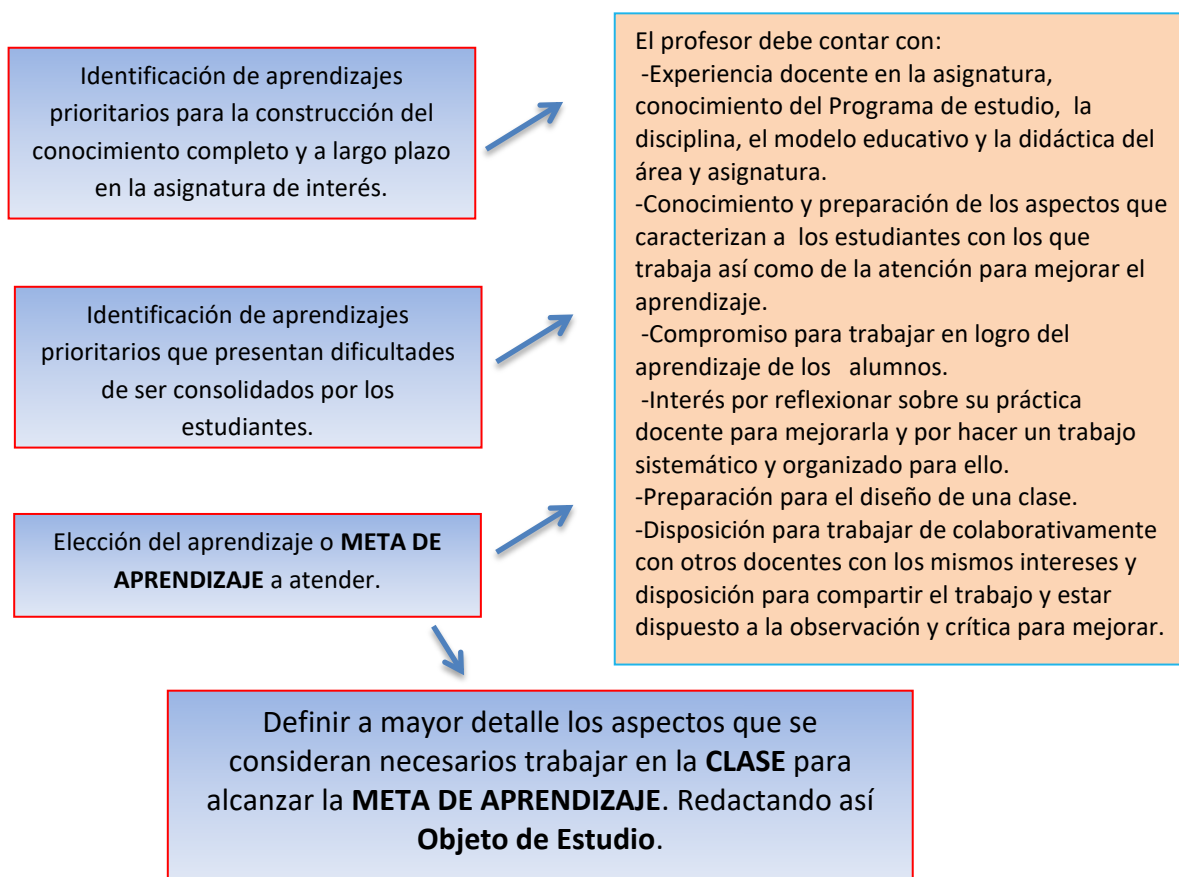 Identificación de aprendizajes
prioritarios para la construcción del
conocimiento completo y a largo plazo
en la asignatura de interés.
Identificación de aprendizajes
prioritarios que presentan dificultades
de ser consolidados por los
estudiantes.
Elección del aprendizaje o META DE
APRENDIZAJE a atender.
El profesor debe contar con:
-Experiencia docente en la asignatura,
conocimiento del Programa de estudio, la
disciplina, el modelo educativo y la didáctica del
área y asignatura.
-Conocimiento y preparación de los aspectos que
caracterizan a los estudiantes con los que
trabaja así como de la atención para mejorar el
aprendizaje.
-Compromiso para trabajar en logro del
aprendizaje de los alumnos.
-Interés por reflexionar sobre su práctica
docente para mejorarla y por hacer un trabajo
sistemático y organizado para ello.
-Preparación para el diseño de una clase.
-Disposición para trabajar de colaborativamente
con otros docentes con los mismos intereses y
disposición para compartir el trabajo y estar
dispuesto a la observación y crítica para mejorar.
Definir a mayor detalle los aspectos que se
consideran necesarios trabajar en la CLASE para
alcanzar la META DE APRENDIZAJE. Redactando así
Objeto de Estudio.